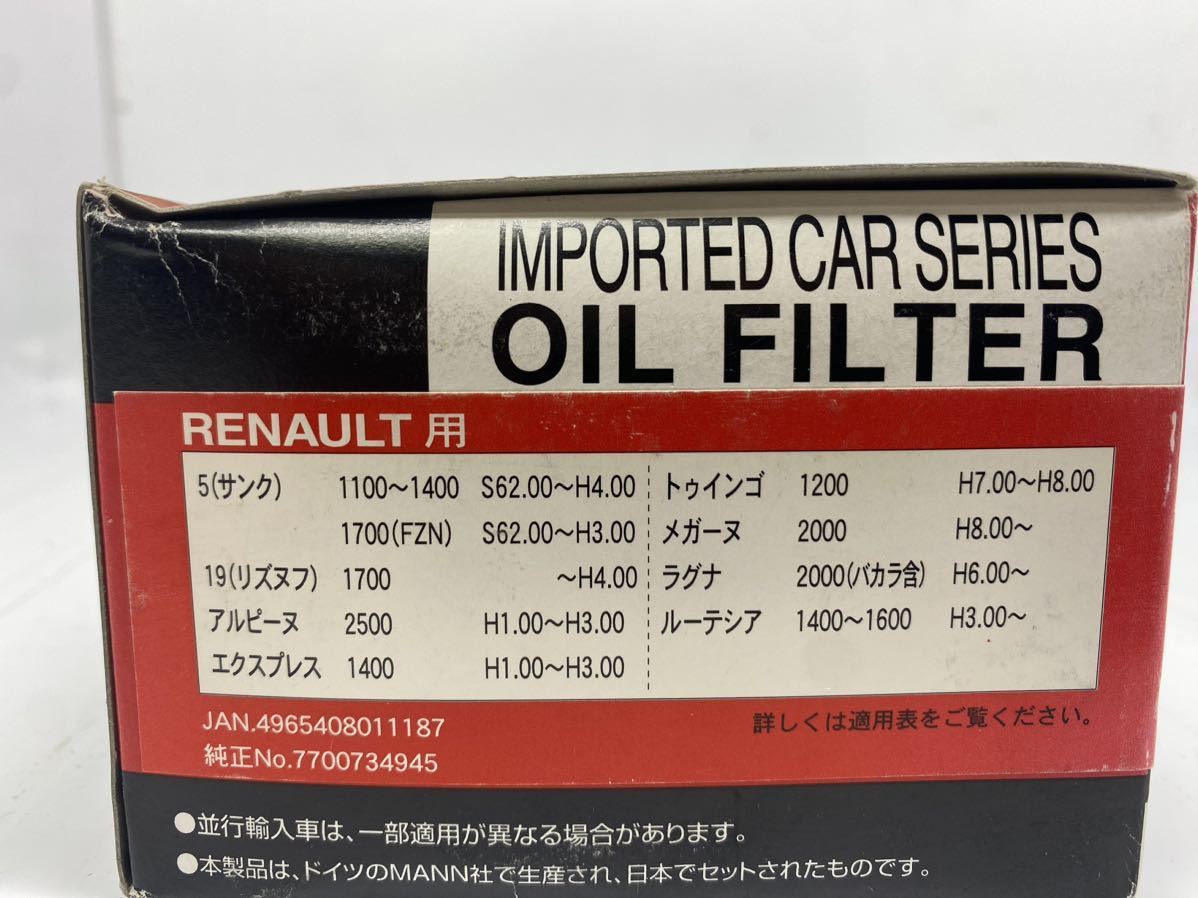 IMPORTED CAR SERIES
OIL FILTER
RENAULT 用
5(サンク) 1100～1400 S62.00～H4.00
1700(FZN) S62.00～H3.00
19(リズヌフ) 1700 ～H4.00
アルピーヌ 2500 H1.00～H3.00
エクスプレス 1400 H1.00～H3.00
トゥインゴ 1200 H7.00～H8.00
メガーヌ 2000 H8.00～
ラグナ 2000(バカラ含) H6.00～
ルーテシア 1400～1600 H3.00～
JAN.4965408011187
純正No.7700734945
詳しくは適用表をご覧ください。
●並行輸入車は、一部適用が異なる場合があります。
●本製品は、ドイツのMANN社で生産され、日本でセットされたものです。